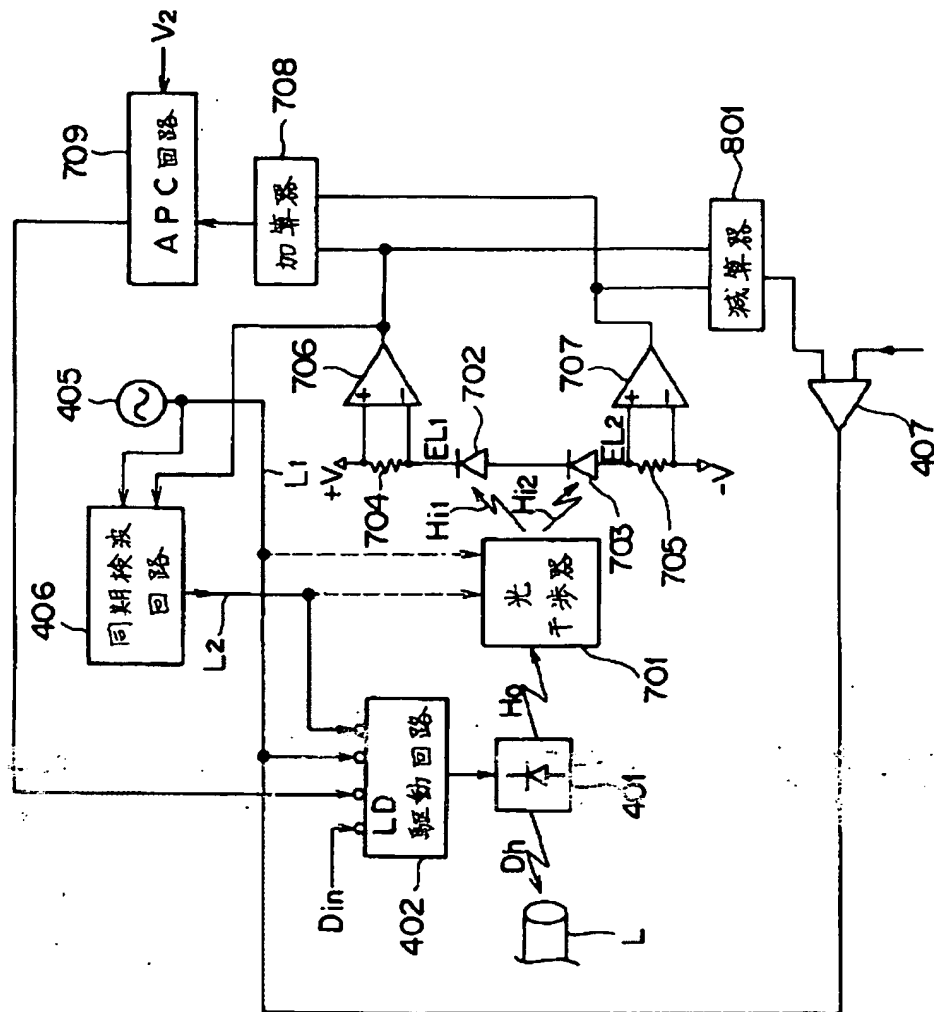 V2
709
APC回路
708
加算器
801
减算器
405
706
+
−
702
707
+
−
407
406
同期検波
回路
L1
+V
EL1
704
Hi1
Hi2
EL2
703
705
-V
L2
光
干渉器
701
Ho
LD
駆動回路
402
Din
401
Dh
L